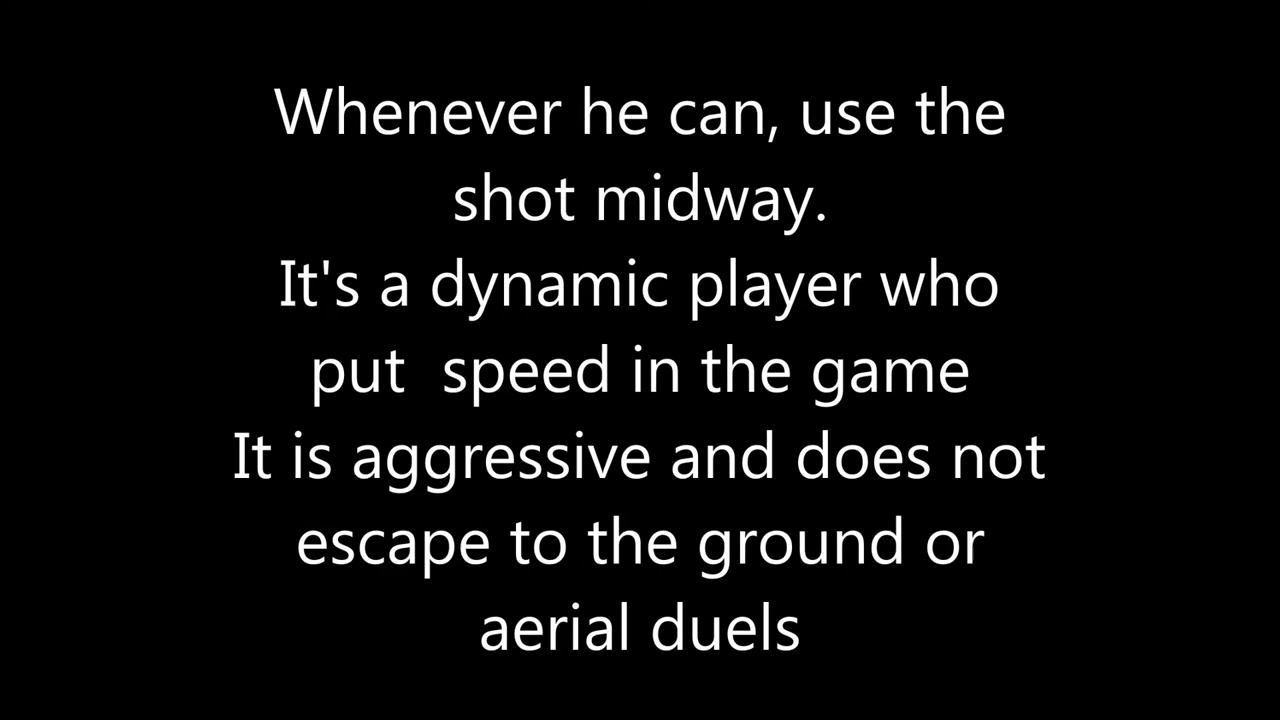 Whenever he can, use the
shot midway.
It's a dynamic player who
put  speed in the game
It is aggressive and does not
escape to the ground or
aerial duels